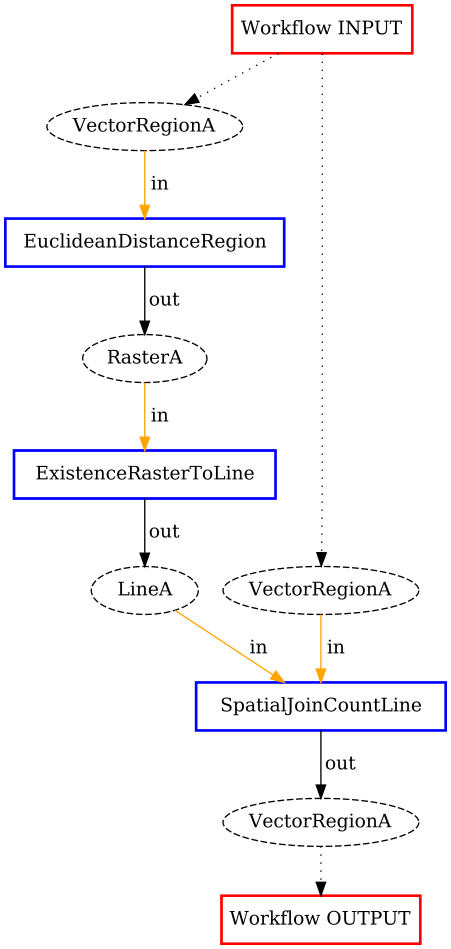 Workflow INPUT
VectorRegionA
in
EuclideanDistanceRegion
out
RasterA
in
ExistenceRasterToLine
out
LineA
VectorRegionA
in
in
SpatialJoinCountLine
out
VectorRegionA
Workflow OUTPUT